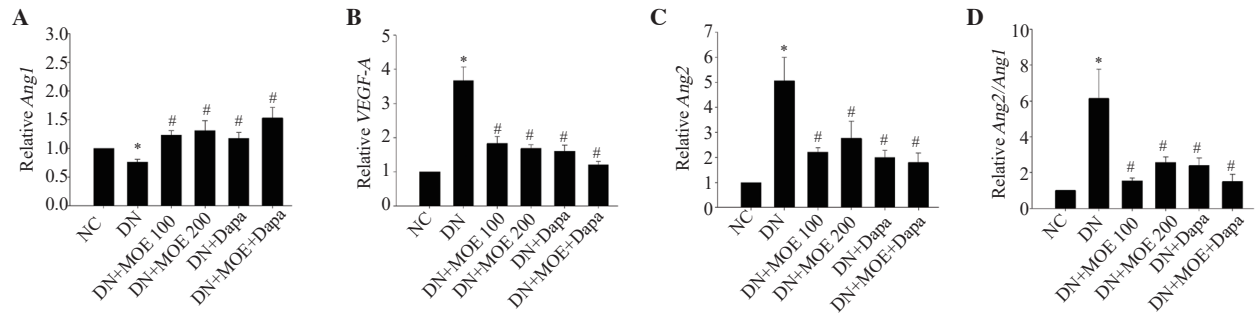 A
Relative Ang1
3.0
2.5
2.0
1.5
1.0
0.5
0.0
*
#
#
#
#
NC
DN
DN+MOE 100
DN+MOE 200
DN+Dapa
DN+MOE+Dapa
B
Relative VEGF-A
5
4
3
2
1
0
*
#
#
#
#
NC
DN
DN+MOE 100
DN+MOE 200
DN+Dapa
DN+MOE+Dapa
C
Relative Ang2
7
6
5
4
3
2
1
0
*
#
#
#
#
NC
DN
DN+MOE 100
DN+MOE 200
DN+Dapa
DN+MOE+Dapa
D
Relative Ang2/Ang1
10
8
6
4
2
0
*
#
#
#
#
NC
DN
DN+MOE 100
DN+MOE 200
DN+Dapa
DN+MOE+Dapa